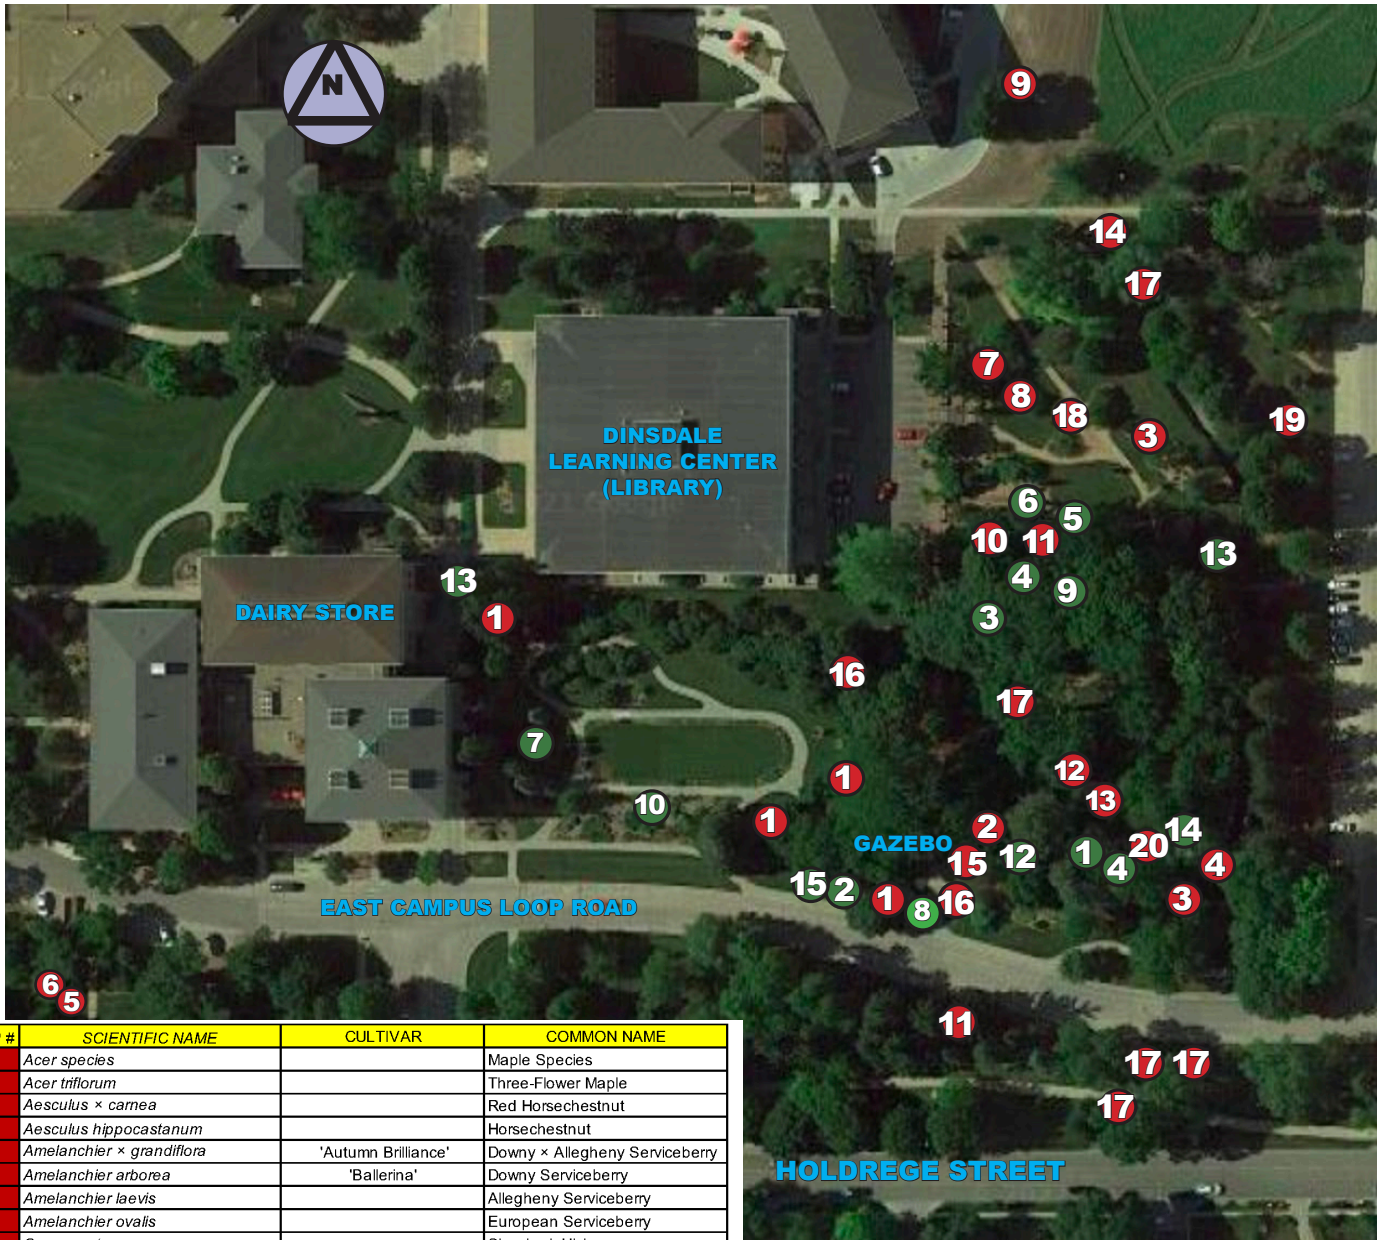 N
9
14
17
7
8
18
3
19
DINSDALE
LEARNING CENTER
(LIBRARY)
6
5
10
11
13
4
9
3
13
1
DAIRY STORE
16
17
7
12
1
13
10
1
2
14
GAZEBO
15
12
1
4
20
4
15
2
1
8
16
3
EAST CAMPUS LOOP ROAD
6
5
11
17
17
17
HOLDREGE STREET
# SCIENTIFIC NAME CULTIVAR COMMON NAME
Acer species Maple Species
Acer triflorum Three-Flower Maple
Aesculus × carnea Red Horsechestnut
Aesculus hippocastanum Horsechestnut
Amelanchier × grandiflora 'Autumn Brilliance' Downy × Allegheny Serviceberry
Amelanchier arborea 'Ballerina' Downy Serviceberry
Amelanchier laevis Allegheny Serviceberry
Amelanchier ovalis European Serviceberry